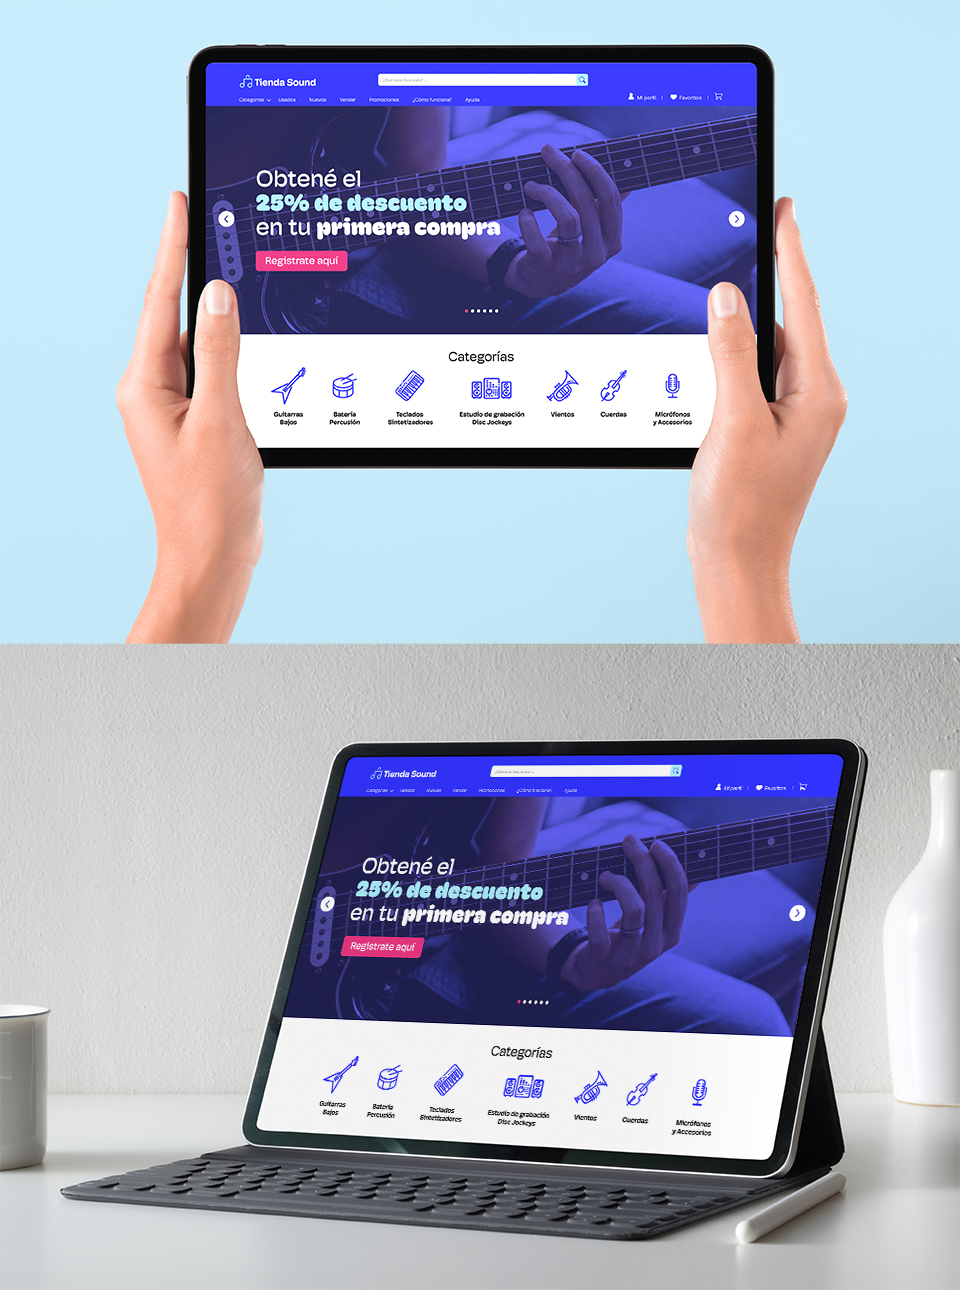 Tienda Sound
¿Qué estás buscando? ...
Categorías Usados Nuevos Vender Promociones ¿Cómo funciona? Ayuda
Mi perfil | Favoritos |
Obtené el
25% de descuento
en tu primera compra
Registrate aquí
Categorías
Guitarras
Bajos
Batería
Percusión
Teclados
Sintetizadores
Estudio de grabación
Disc Jockeys
Vientos
Cuerdas
Micrófonos
y Accesorios
Tienda Sound
Categorías Usados Nuevos Vender Promociones ¿Cómo funciona? Ayuda
Mi perfil | Favoritos |
Obtené el
25% de descuento
en tu primera compra
Registrate aquí
Categorías
Guitarras
Bajos
Batería
Percusión
Teclados
Sintetizadores
Estudio de grabación
Disc Jockeys
Vientos
Cuerdas
Micrófonos
y Accesorios